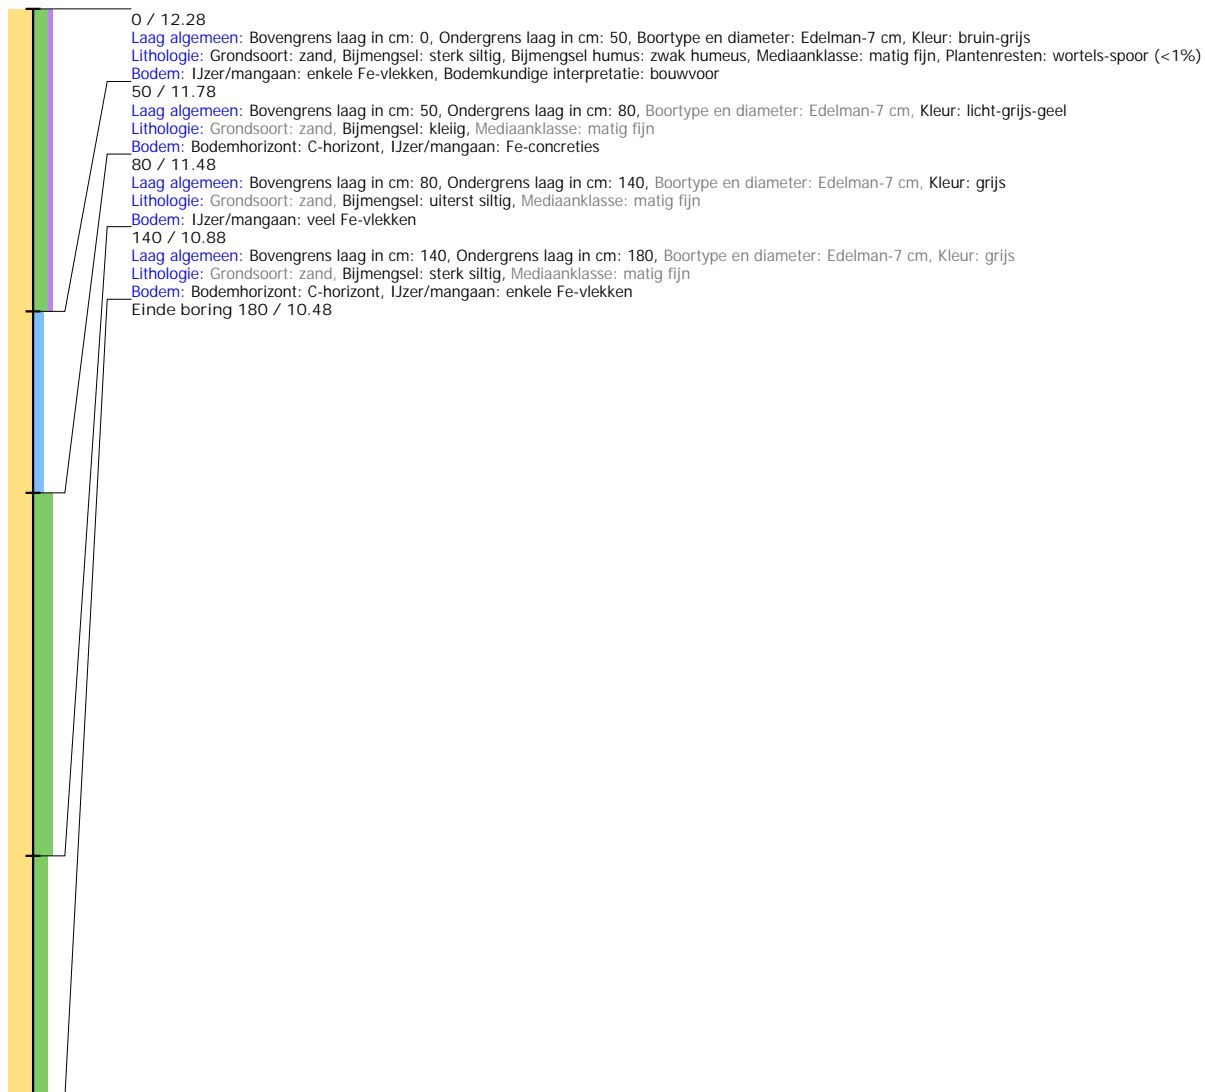 0 / 12.28
Laag algemeen: Bovengrens laag in cm: 0, Ondergrens laag in cm: 50, Boortype en diameter: Edelman-7 cm, Kleur: bruin-grijs
Lithologie: Grondsoort: zand, Bijmengsel: sterk siltig, Bijmengsel humus: zwak humeus, Mediaanklasse: matig fijn, Plantenresten: wortels-spoor (<1%)
Bodem: IJzer/mangaan: enkele Fe-vlekken, Bodemkundige interpretatie: bouwvoor
50 / 11.78
Laag algemeen: Bovengrens laag in cm: 50, Ondergrens laag in cm: 80, Boortype en diameter: Edelman-7 cm, Kleur: licht-grijs-geel
Lithologie: Grondsoort: zand, Bijmengsel: kleiig, Mediaanklasse: matig fijn
Bodem: Bodemhorizont: C-horizont, IJzer/mangaan: Fe-concreties
80 / 11.48
Laag algemeen: Bovengrens laag in cm: 80, Ondergrens laag in cm: 140, Boortype en diameter: Edelman-7 cm, Kleur: grijs
Lithologie: Grondsoort: zand, Bijmengsel: uiterst siltig, Mediaanklasse: matig fijn
Bodem: IJzer/mangaan: veel Fe-vlekken
140 / 10.88
Laag algemeen: Bovengrens laag in cm: 140, Ondergrens laag in cm: 180, Boortype en diameter: Edelman-7 cm, Kleur: grijs
Lithologie: Grondsoort: zand, Bijmengsel: sterk siltig, Mediaanklasse: matig fijn
Bodem: Bodemhorizont: C-horizont, IJzer/mangaan: enkele Fe-vlekken
Einde boring 180 / 10.48